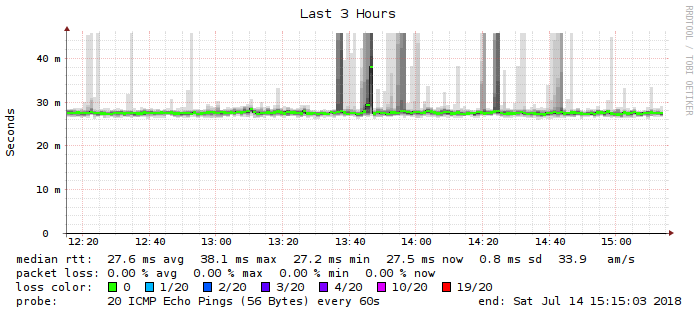 Last 3 Hours
RRDTOOL / TOBI OETIKER
Seconds
40 m
30 m
20 m
10 m
0
12:20 12:40 13:00 13:20 13:40 14:00 14:20 14:40 15:00
median rtt: 27.6 ms avg 38.1 ms max 27.2 ms min 27.5 ms now 0.8 ms sd 33.9 am/s
packet loss: 0.00 % avg 0.00 % max 0.00 % min 0.00 % now
loss color: 0 1/20 2/20 3/20 4/20 10/20 19/20
probe: 20 ICMP Echo Pings (56 Bytes) every 60s end: Sat Jul 14 15:15:03 2018